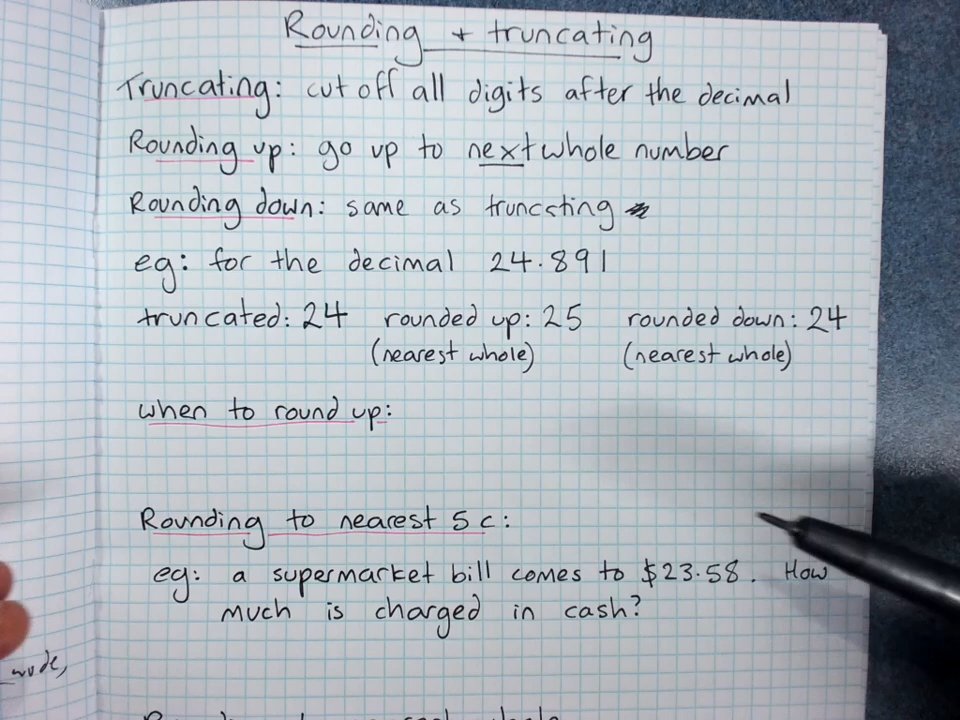 Rounding + truncating
Truncating: cut off all digits after the decimal
Rounding up: go up to next whole number
Rounding down: same as truncating
eg: for the decimal 24.891
truncated: 24 rounded up: 25 rounded down: 24
(nearest whole) (nearest whole)
when to round up:
Rounding to nearest 5c:
eg: a supermarket bill comes to $23.58. How
much is charged in cash?